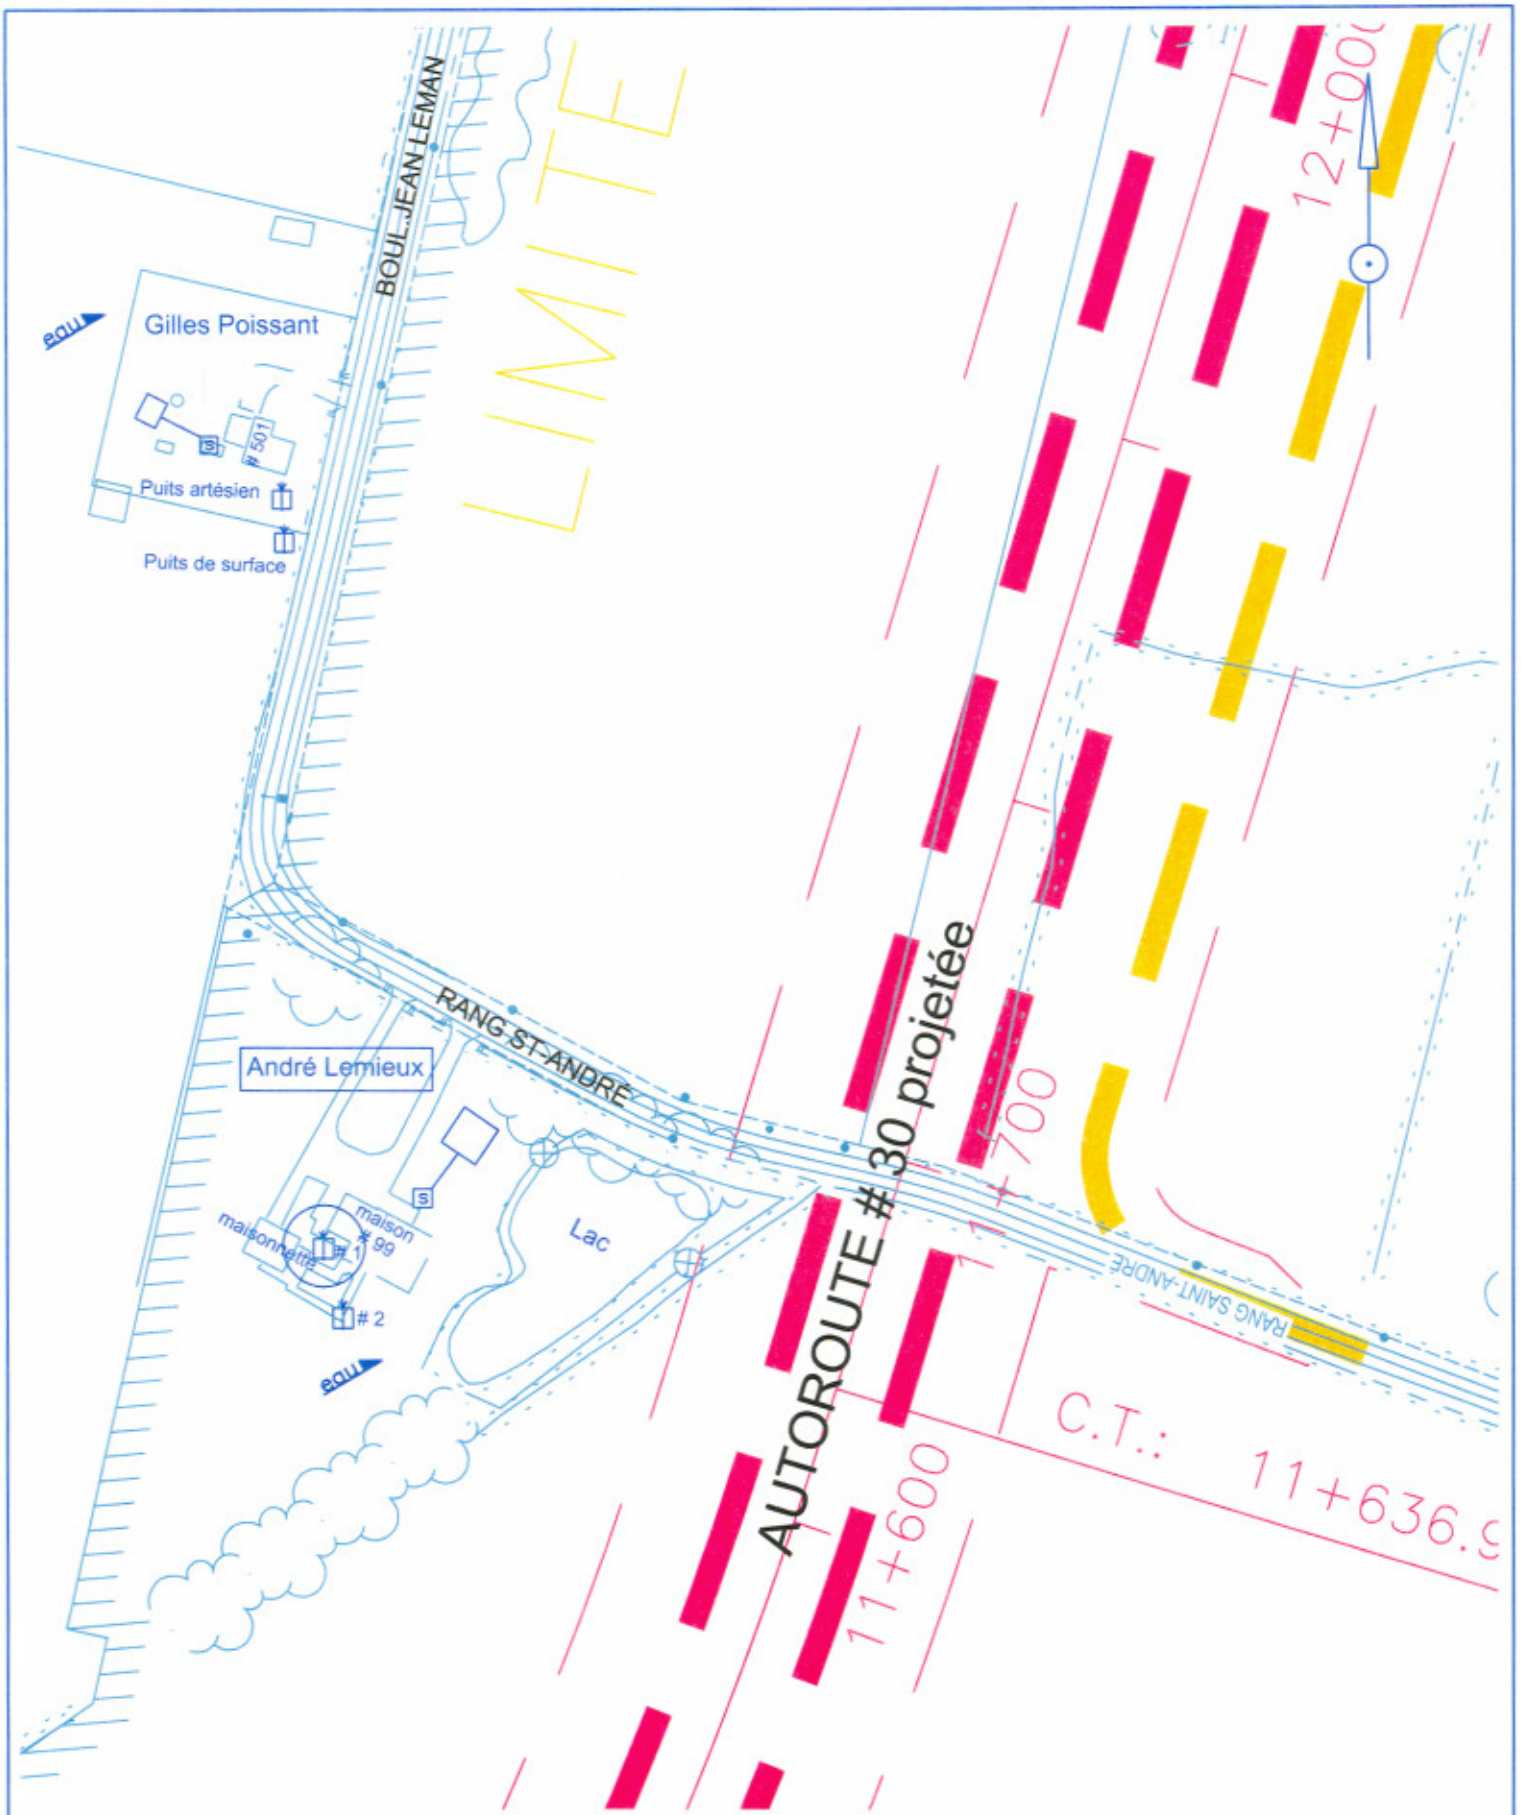 BOUL.JEAN LEMAN
LIMITE
12+000
eau
Gilles Poissant
# 501
S
Puits artésien
Puits de surface
RANG ST-ANDRÉ
André Lemieux
S
maison
# 99
maisonnette
# 1
# 2
Lac
eau
AUTOROUTE # 30 projetée
11+700
RANG SAINT-ANDRÉ
C.T.: 11+636.9
11+600